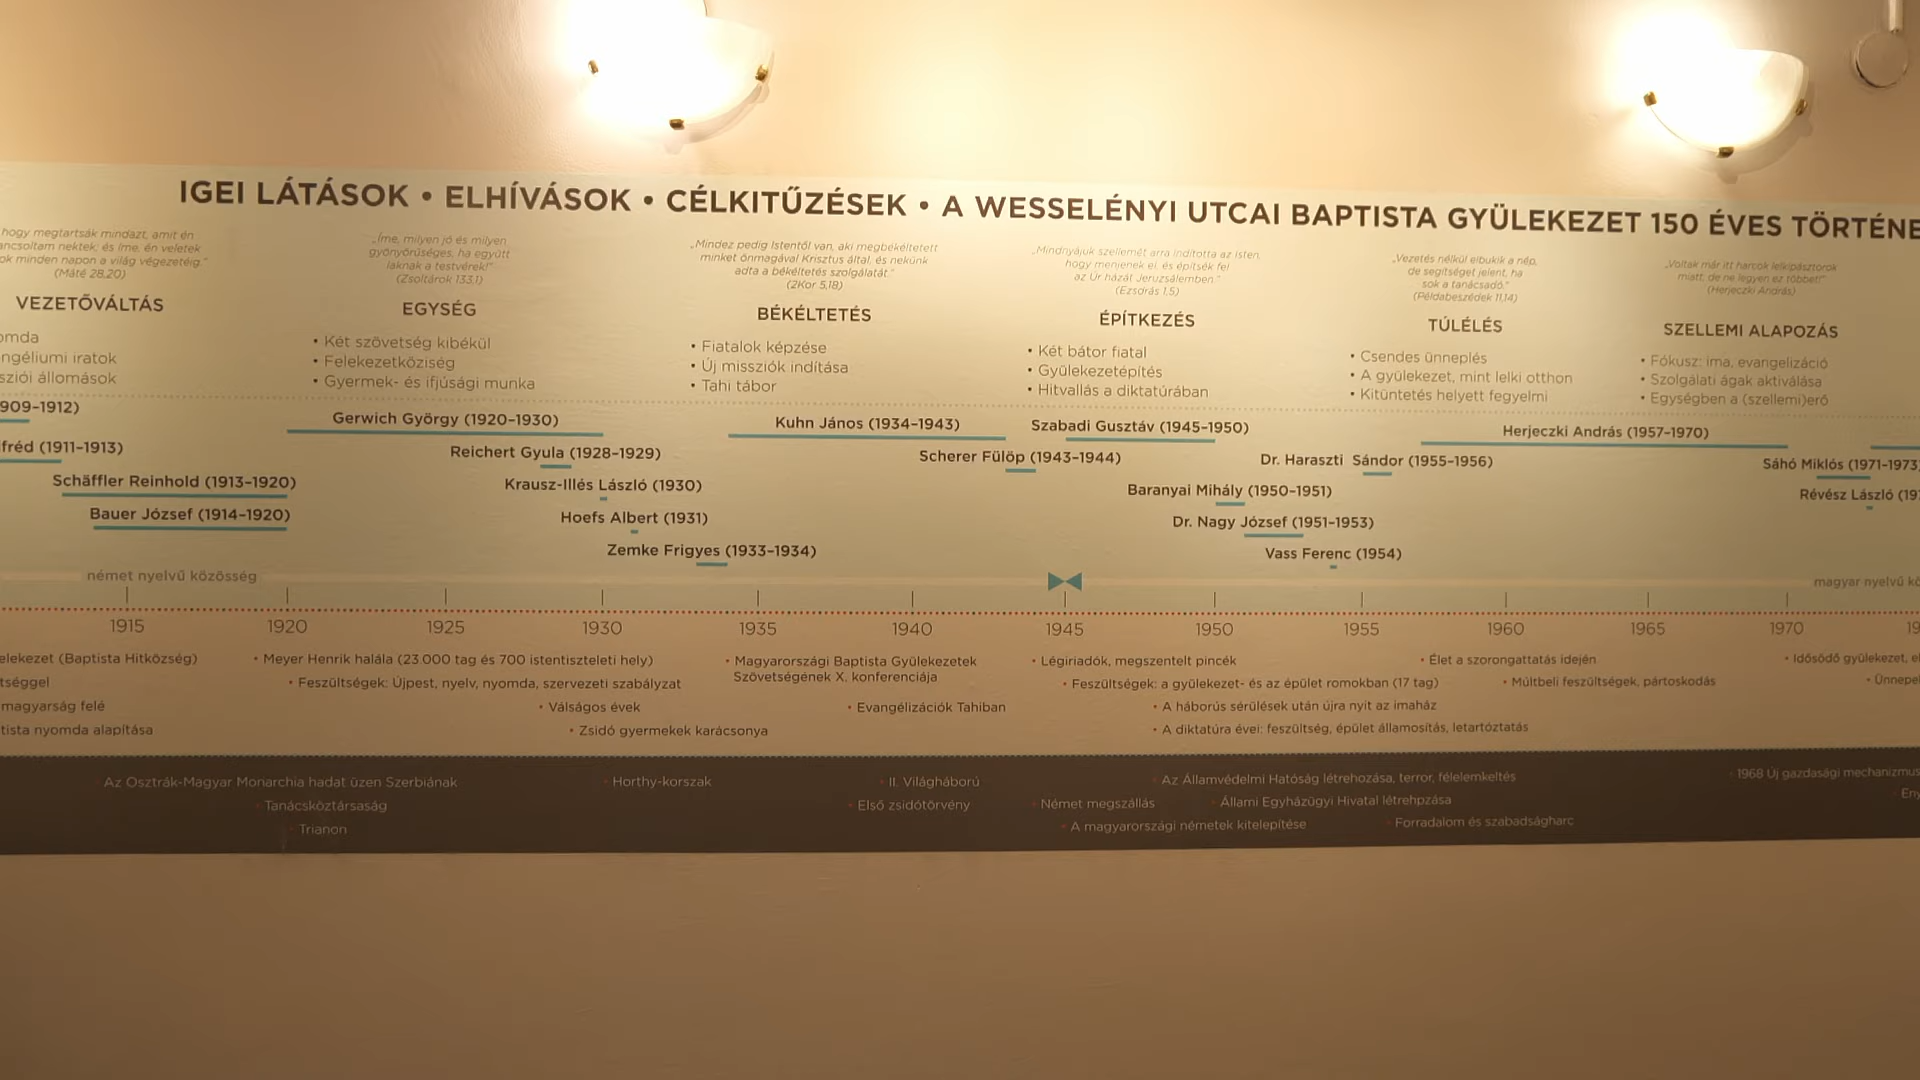 IGEI LÁTÁSOK • ELHÍVÁSOK • CÉLKITŰZÉSEK • A WESSELÉNYI UTCAI BAPTISTA GYÜLEKEZET 150 ÉVES TÖRTÉNE
hogy megtartsák mindazt, amit én
ancsoltam nektek; és íme, én veletek
ok minden napon a világ végezetéig."
(Máté 28,20)
VEZETŐVÁLTÁS
omda
ngéliumi iratok
sziói állomások
„Íme, milyen jó és milyen
gyönyörűséges, ha együtt
laknak a testvérek!"
(Zsoltárok 133,1)
EGYSÉG
• Két szövetség kibékül
• Felekezetköziség
• Gyermek- és ifjúsági munka
„Mindez pedig Istentől van, aki megbékéltetett
minket önmagával Krisztus által, és nekünk
adta a békéltetés szolgálatát."
(2Kor 5,18)
BÉKÉLTETÉS
• Fiatalok képzése
• Új missziók indítása
• Tahi tábor
„Mindnyájuk szellemét arra indította az Isten,
hogy menjenek el, és építsék fel
az Úr házát Jeruzsálemben."
(Ezsdrás 1,5)
ÉPÍTKEZÉS
• Két bátor fiatal
• Gyülekezetépítés
• Hitvallás a diktatúrában
„Vezetés nélkül elbukik a nép,
de segítséget jelent, ha
sok a tanácsadó."
(Példabeszédek 11,14)
TÚLÉLÉS
• Csendes ünneplés
• A gyülekezet, mint lelki otthon
• Kitüntetés helyett fegyelmi
„Voltak már itt harcok lelkipásztorok
miatt, de ne legyen ez többet!"
(Herjeczki András)
SZELLEMI ALAPOZÁS
• Fókusz: ima, evangelizáció
• Szolgálati ágak aktiválása
• Egységben a (szellemi)erő
909–1912)
fréd (1911–1913)
Schäffler Reinhold (1913–1920)
Bauer József (1914–1920)
Gerwich György (1920–1930)
Reichert Gyula (1928–1929)
Krausz-Illés László (1930)
Hoefs Albert (1931)
Zemke Frigyes (1933–1934)
Kuhn János (1934–1943)
Scherer Fülöp (1943–1944)
Szabadi Gusztáv (1945–1950)
Baranyai Mihály (1950–1951)
Dr. Nagy József (1951–1953)
Vass Ferenc (1954)
Dr. Haraszti Sándor (1955–1956)
Herjeczki András (1957–1970)
Sáhó Miklós (1971–1973
Révész László (197
német nyelvű közösség
magyar nyelvű kö
1915 1920 1925 1930 1935 1940 1945 1950 1955 1960 1965 1970 19
elekezet (Baptista Hitközség)
tséggel
magyarság felé
tista nyomda alapítása
• Meyer Henrik halála (23.000 tag és 700 istentiszteleti hely)
• Feszültségek: Újpest, nyelv, nyomda, szervezeti szabályzat
• Válságos évek
• Zsidó gyermekek karácsonya
• Magyarországi Baptista Gyülekezetek
Szövetségének X. konferenciája
• Evangélizációk Tahiban
• Légiriadók, megszentelt pincék
• Feszültségek: a gyülekezet- és az épület romokban (17 tag)
• A háborús sérülések után újra nyit az imaház
• A diktatúra évei: feszültség, épület államosítás, letartóztatás
• Élet a szorongattatás idején
• Múltbeli feszültségek, pártoskodás
• Idősödő gyülekezet, el
• Ünnepel
• Az Osztrák-Magyar Monarchia hadat üzen Szerbiának
• Tanácsköztársaság
• Trianon
• Horthy-korszak
• II. Világháború
• Első zsidótörvény
• Német megszállás
• A magyarországi németek kitelepítése
• Az Államvédelmi Hatóság létrehozása, terror, félelemkeltés
• Állami Egyházügyi Hivatal létrehpzása
• Forradalom és szabadságharc
• 1968 Új gazdasági mechanizmus
• Eny